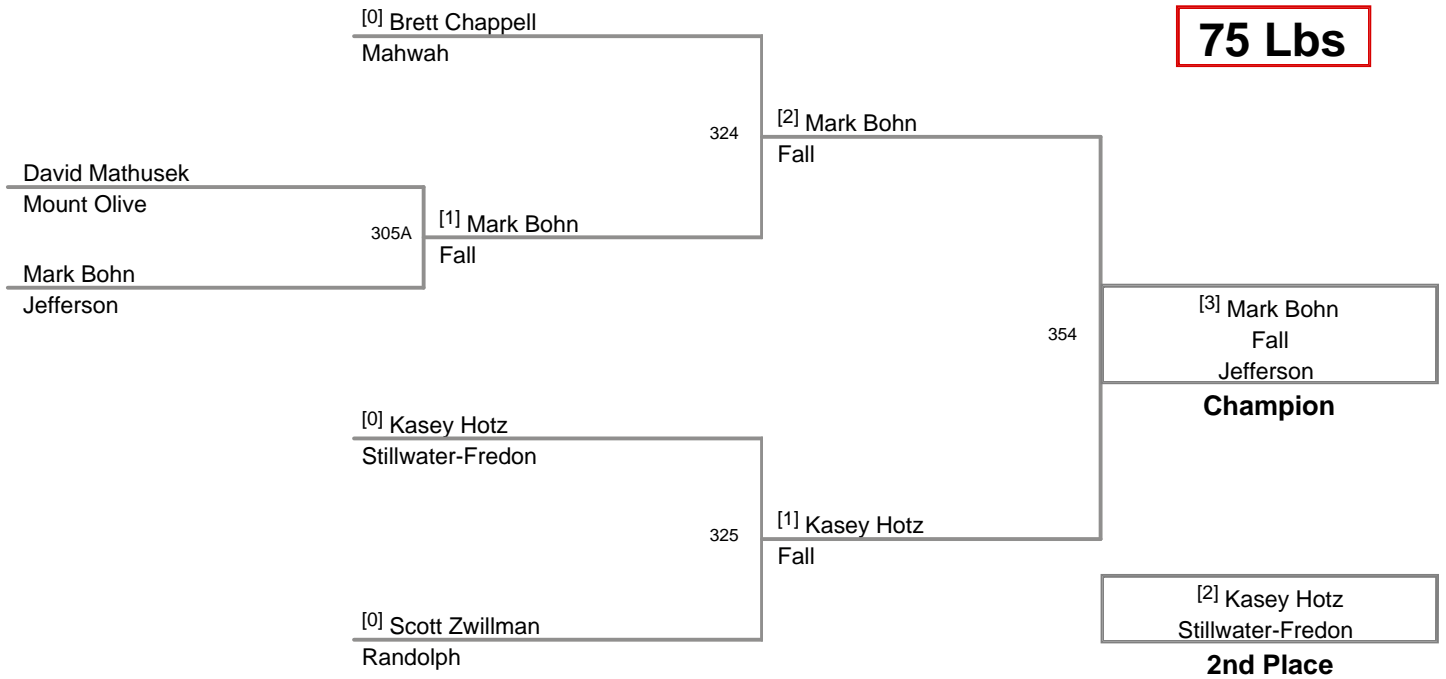 [0] Brett Chappell
Mahwah
75 Lbs
324
[2] Mark Bohn
Fall
David Mathusek
Mount Olive
305A
[1] Mark Bohn
Fall
Mark Bohn
Jefferson
354
[3] Mark Bohn
Fall
Jefferson
Champion
[0] Kasey Hotz
Stillwater-Fredon
325
[1] Kasey Hotz
Fall
[0] Scott Zwillman
Randolph
[2] Kasey Hotz
Stillwater-Fredon
2nd Place